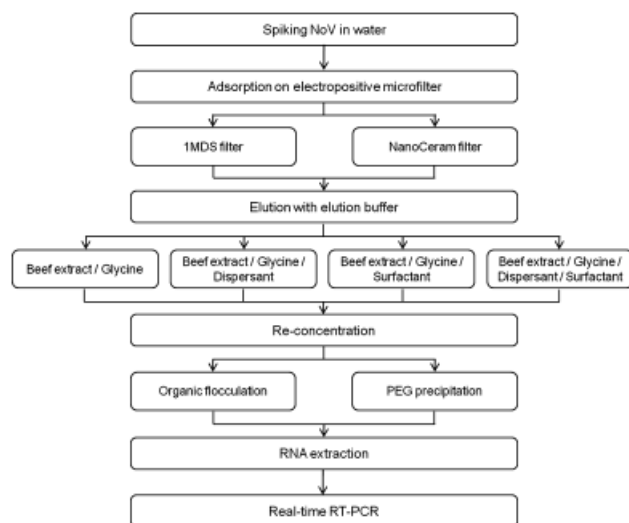 Spiking NoV in water
Adsorption on electropositive microfilter
1MDS filter
NanoCeram filter
Elution with elution buffer
Beef extract / Glycine
Beef extract / Glycine /
Dispersant
Beef extract / Glycine /
Surfactant
Beef extract / Glycine /
Dispersant / Surfactant
Re-concentration
Organic flocculation
PEG precipitation
RNA extraction
Real-time RT-PCR